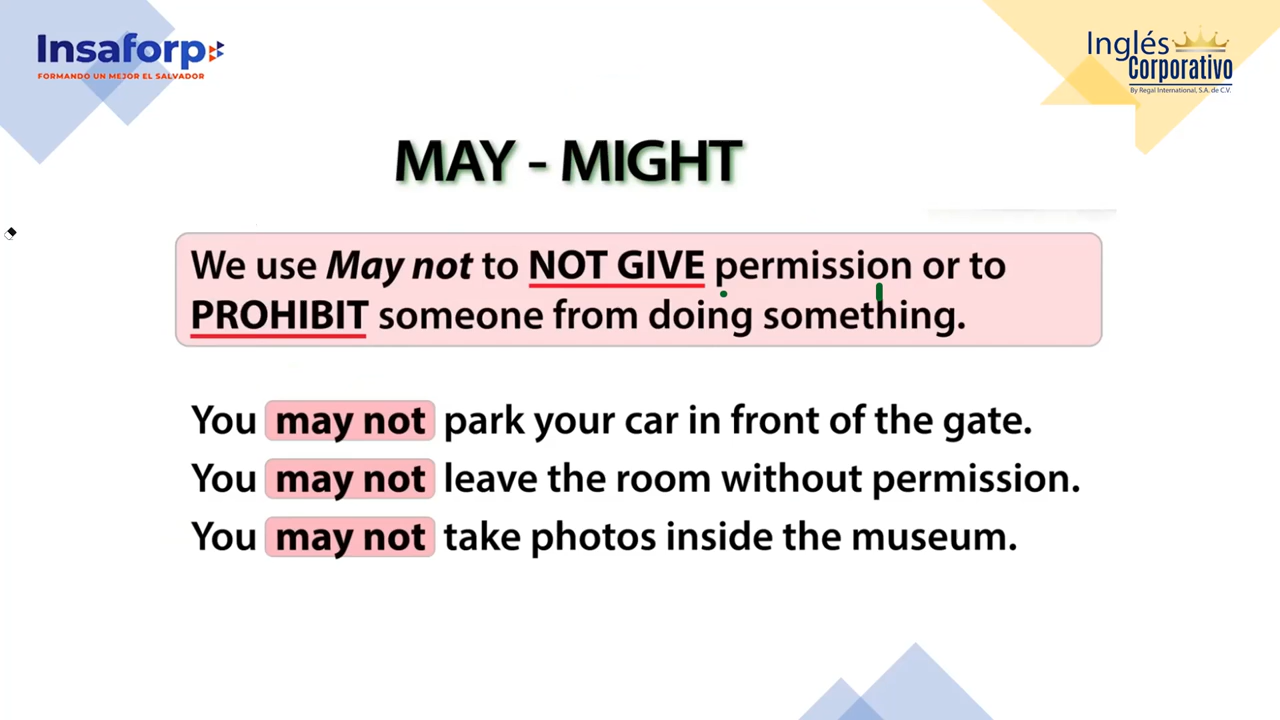 Insaforp
FORMANDO UN MEJOR EL SALVADOR
Inglés
Corporativo
By Regal International, S.A. de C.V.
MAY - MIGHT
We use May not to NOT GIVE permission or to
PROHIBIT someone from doing something.
You may not park your car in front of the gate.
You may not leave the room without permission.
You may not take photos inside the museum.